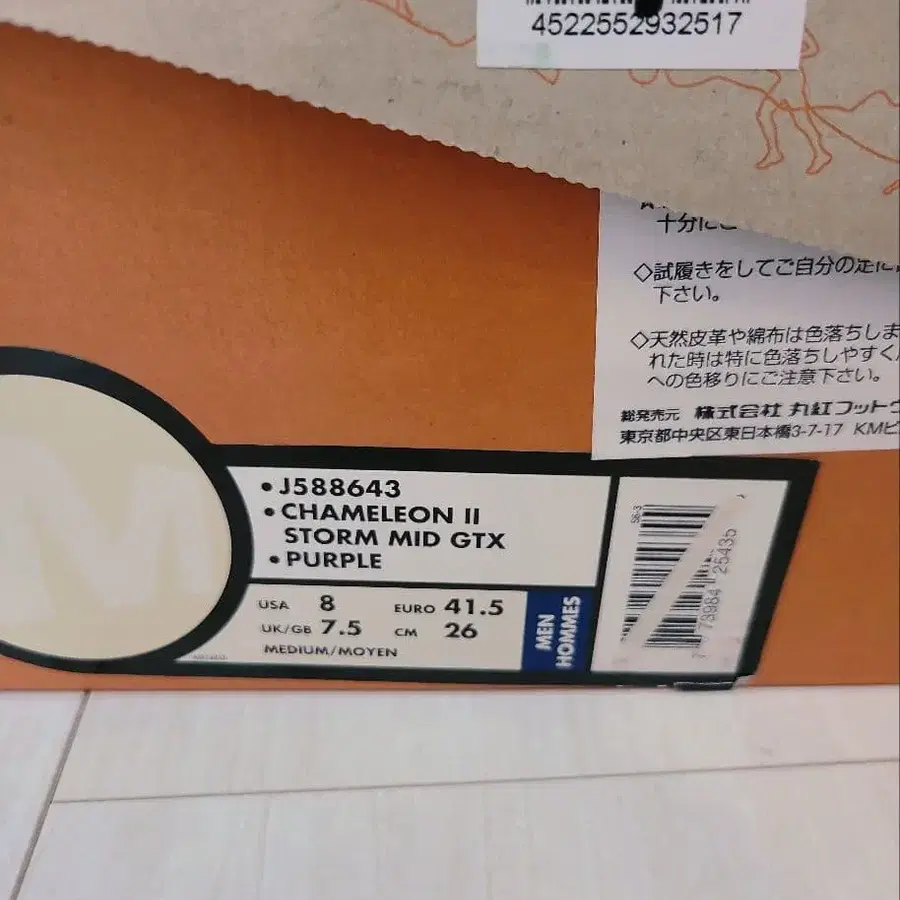 4522552932517
十分にご
◇試履きをしてご自分の足に
下さい。
◇天然皮革や綿布は色落ちしま
れた時は特に色落ちしやすく
への色移りにご注意下さい。
総発売元 株式会社 丸紅フットウ
東京都中央区東日本橋3-7-17 KMビ
M
• J588643
• CHAMELEON II
STORM MID GTX
• PURPLE
USA 8 EURO 41.5
UK/GB 7.5 CM 26
MEDIUM/MOYEN
MEN
HOMMES